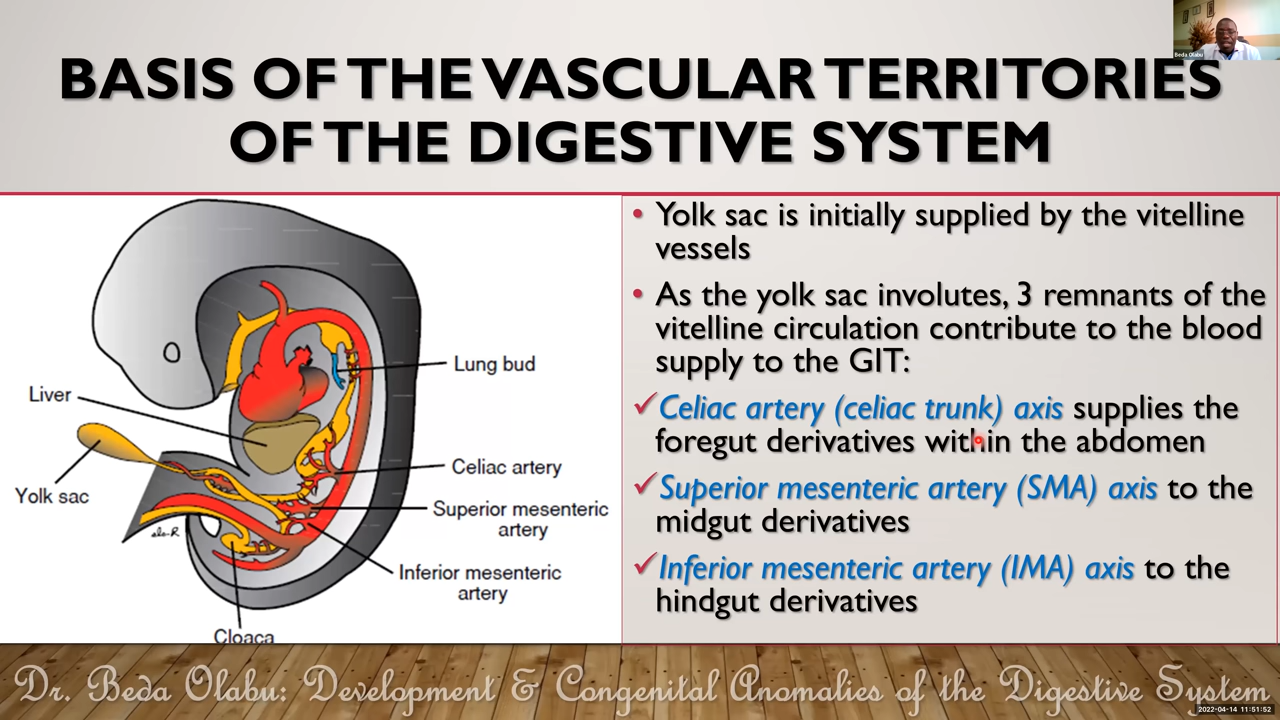 Beda Olabu
BASIS OF THE VASCULAR TERRITORIES
OF THE DIGESTIVE SYSTEM
Lung bud
Liver
Celiac artery
Yolk sac
Superior mesenteric
artery
Inferior mesenteric
artery
Cloaca
• Yolk sac is initially supplied by the vitelline
vessels
• As the yolk sac involutes, 3 remnants of the
vitelline circulation contribute to the blood
supply to the GIT:
✓Celiac artery (celiac trunk) axis supplies the
foregut derivatives within the abdomen
✓Superior mesenteric artery (SMA) axis to the
midgut derivatives
✓Inferior mesenteric artery (IMA) axis to the
hindgut derivatives
Dr. Beda Olabu: Development & Congenital Anomalies of the Digestive System
2022-04-14 11:51:52